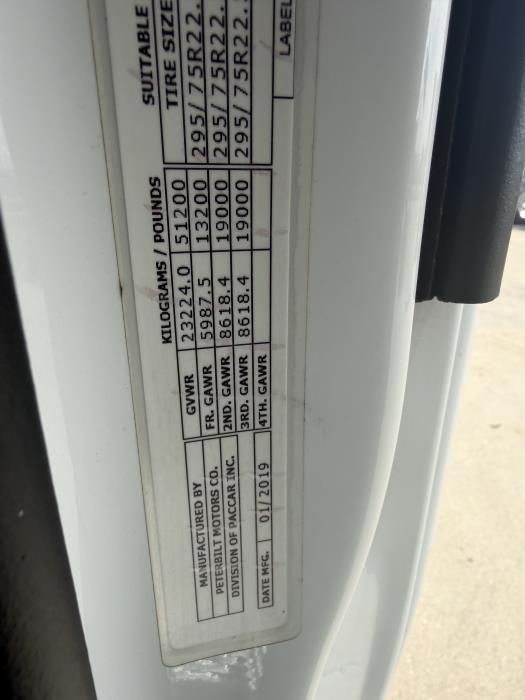 MANUFACTURED BY
PETERBILT MOTORS CO.
DIVISION OF PACCAR INC.
DATE MFG. 01/2019
KILOGRAMS / POUNDS
SUITABLE
TIRE SIZE
GVWR 23224.0 51200 295/75R22.
FR. GAWR 5987.5 13200 295/75R22.
2ND. GAWR 8618.4 19000 295/75R22.
3RD. GAWR 8618.4 19000
4TH. GAWR
LABEL